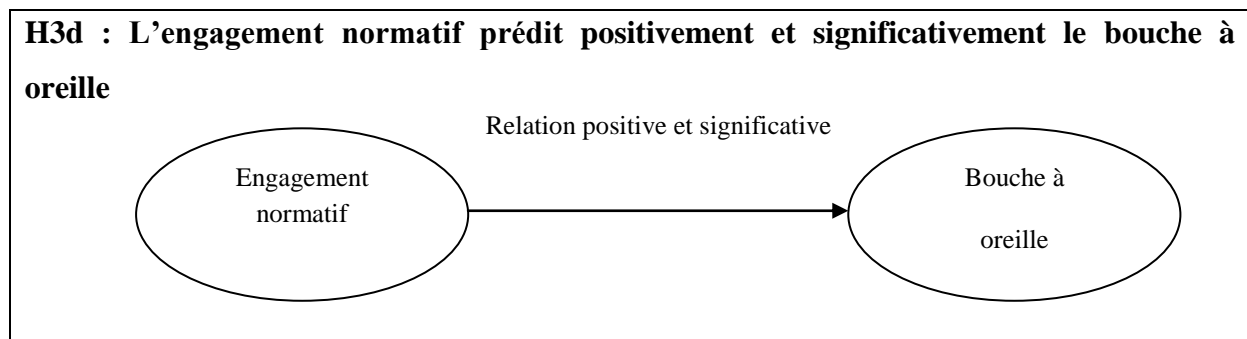 H3d : L'engagement normatif prédit positivement et significativement le bouche à
oreille
Relation positive et significative
Engagement
normatif
Bouche à
oreille